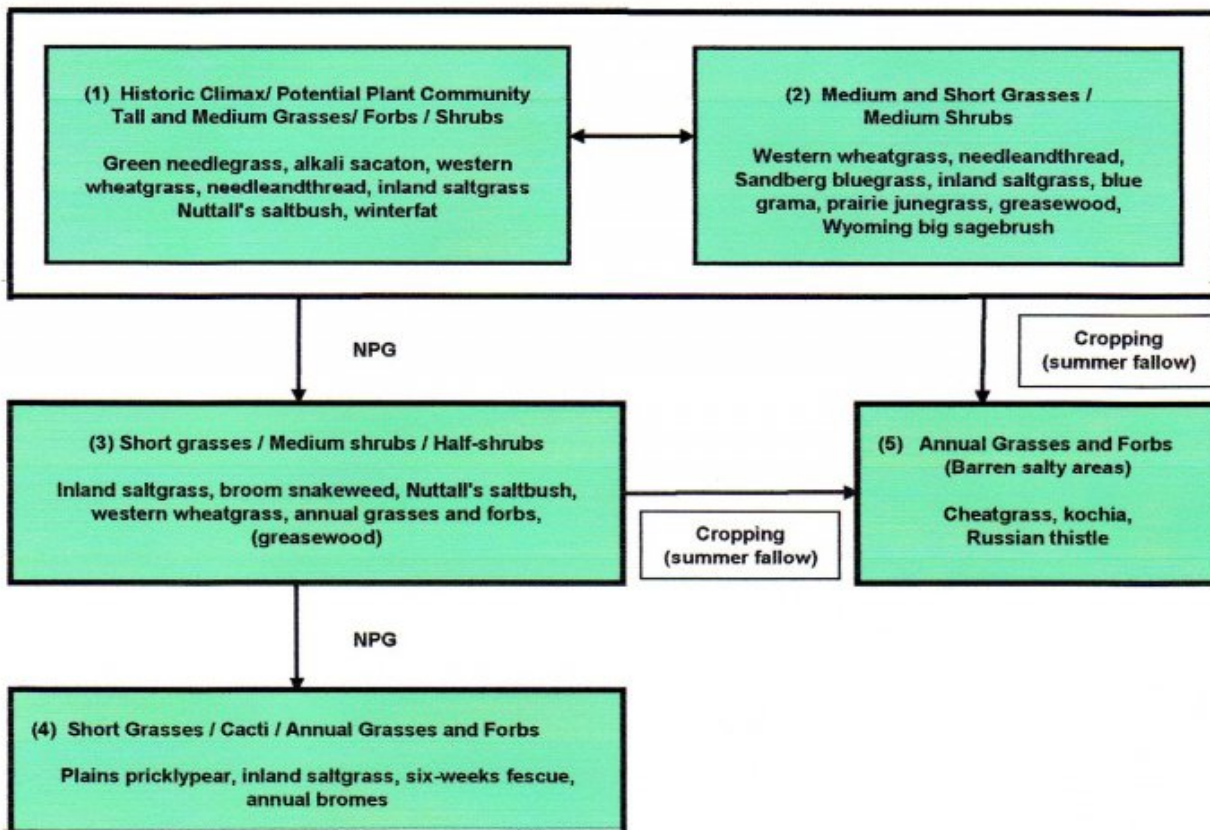 (1) Historic Climax/ Potential Plant Community
Tall and Medium Grasses/ Forbs / Shrubs
Green needlegrass, alkali sacaton, western
wheatgrass, needleandthread, inland saltgrass
Nuttall's saltbush, winterfat
(2) Medium and Short Grasses /
Medium Shrubs
Western wheatgrass, needleandthread,
Sandberg bluegrass, inland saltgrass, blue
grama, prairie junegrass, greasewood,
Wyoming big sagebrush
NPG
Cropping
(summer fallow)
(3) Short grasses / Medium shrubs / Half-shrubs
Inland saltgrass, broom snakeweed, Nuttall's saltbush,
western wheatgrass, annual grasses and forbs,
(greasewood)
Cropping
(summer fallow)
(5) Annual Grasses and Forbs
(Barren salty areas)
Cheatgrass, kochia,
Russian thistle
NPG
(4) Short Grasses / Cacti / Annual Grasses and Forbs
Plains pricklypear, inland saltgrass, six-weeks fescue,
annual bromes